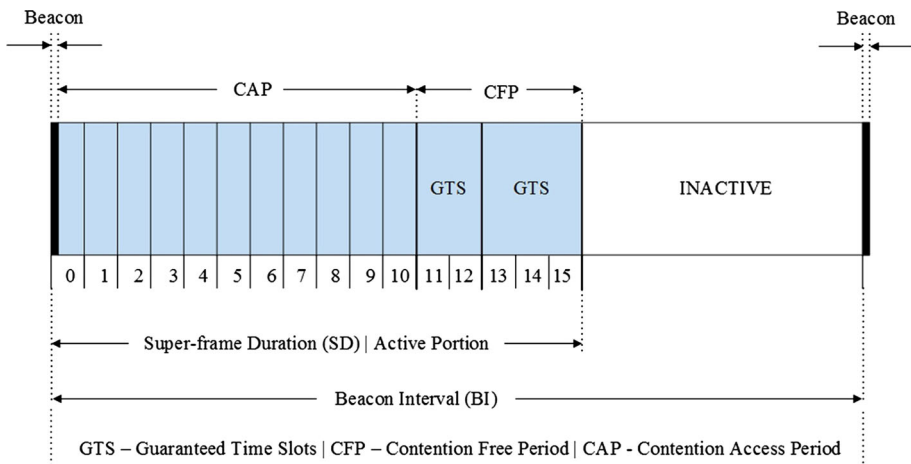 Beacon Beacon
CAP CFP
GTS GTS INACTIVE
0 1 2 3 4 5 6 7 8 9 10 11 12 13 14 15
Super-frame Duration (SD) | Active Portion
Beacon Interval (BI)
GTS – Guaranteed Time Slots | CFP – Contention Free Period | CAP - Contention Access Period